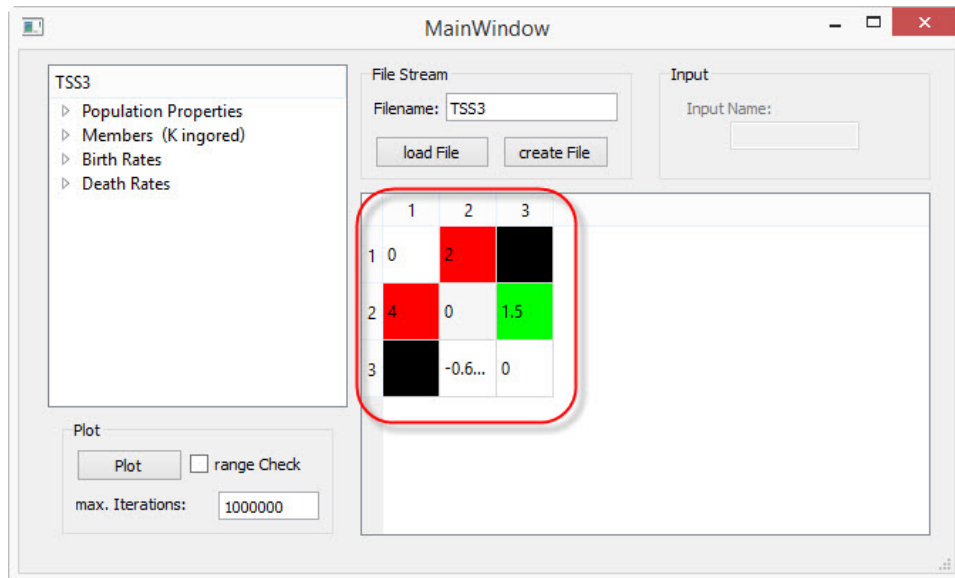 MainWindow
TSS3
Population Properties
Members (K ingored)
Birth Rates
Death Rates
File Stream
Filename: TSS3
load File create File
Input
Input Name:
1 2 3
1 0 2
2 4 0 1.5
3 -0.6... 0
Plot
Plot range Check
max. Iterations: 1000000